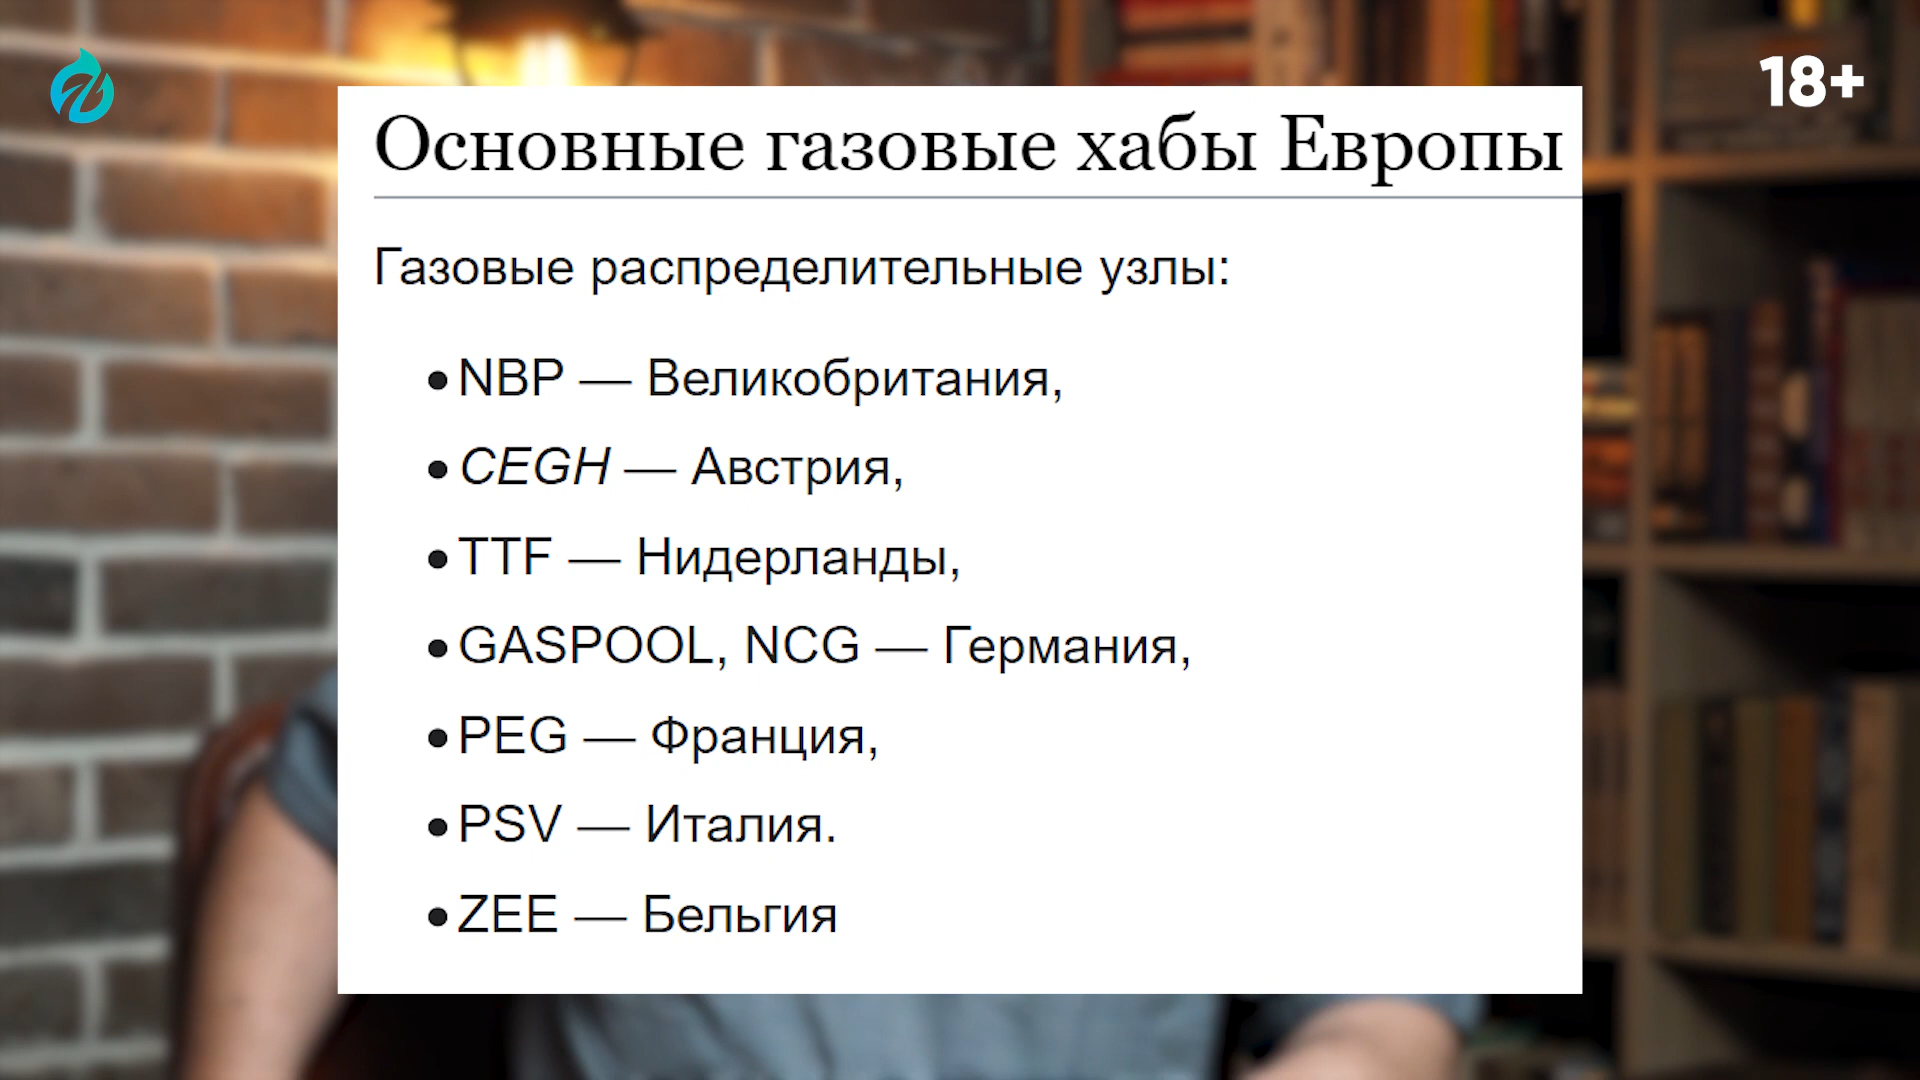 18+
Основные газовые хабы Европы
Газовые распределительные узлы:
• NBP — Великобритания,
• CEGH — Австрия,
• TTF — Нидерланды,
• GASPOOL, NCG — Германия,
• PEG — Франция,
• PSV — Италия.
• ZEE — Бельгия